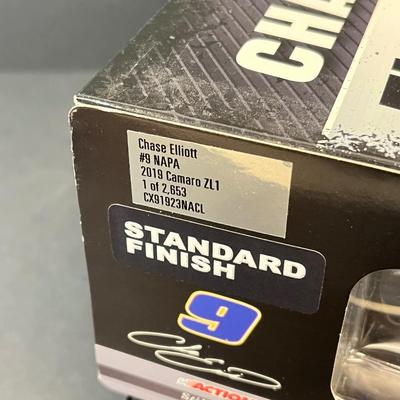 CHA
Chase Elliott
#9 NAPA
2019 Camaro ZL1
1 of 2,653
CX91923NACL
STANDARD
FINISH
9
ACTION